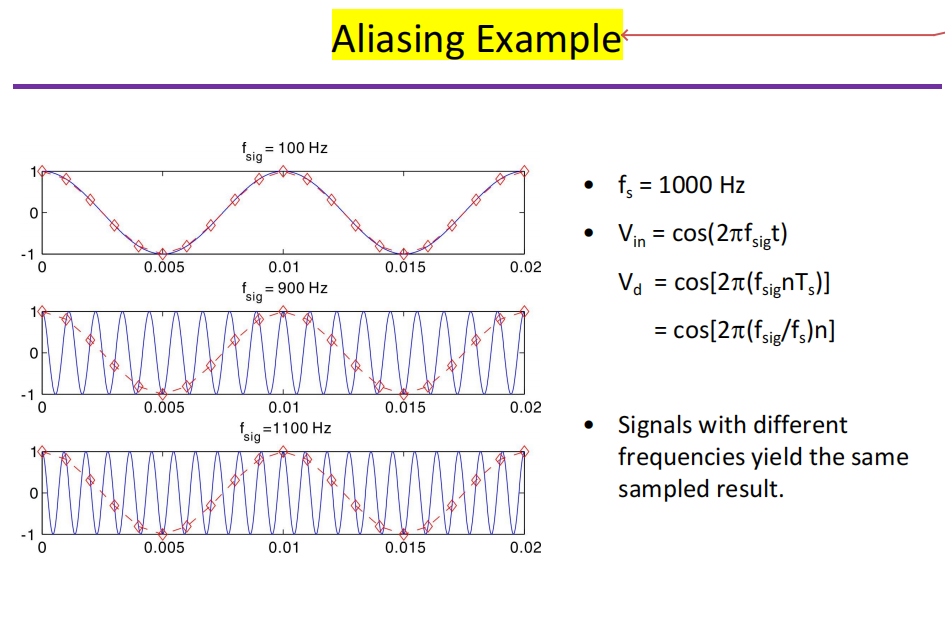 Aliasing Example
f_sig = 100 Hz
1
0
-1
0 0.005 0.01 0.015 0.02
f_sig = 900 Hz
1
0
-1
0 0.005 0.01 0.015 0.02
f_sig =1100 Hz
1
0
-1
0 0.005 0.01 0.015 0.02
• f_s = 1000 Hz
• V_in = cos(2πf_sig t)
V_d = cos[2π(f_sig nT_s)]
= cos[2π(f_sig/f_s)n]
• Signals with different
frequencies yield the same
sampled result.